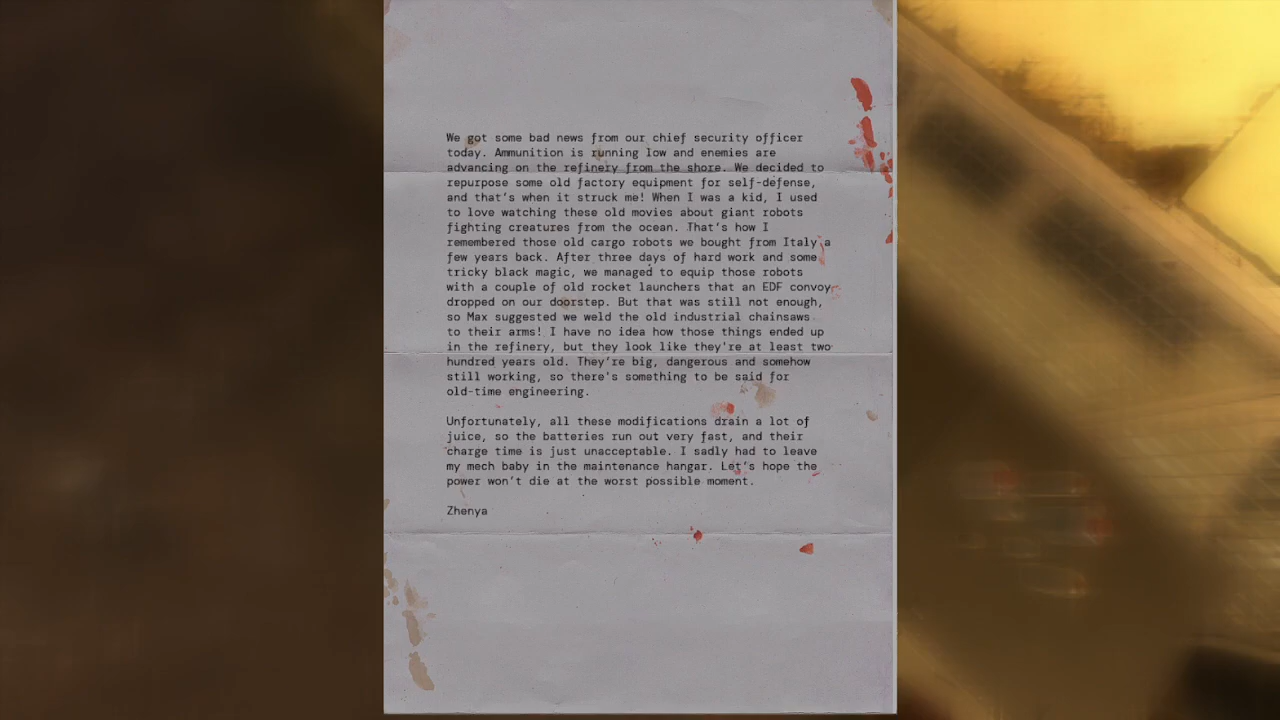 We got some bad news from our chief security officer
today. Ammunition is running low and enemies are
advancing on the refinery from the shore. We decided to
repurpose some old factory equipment for self-defense,
and that's when it struck me! When I was a kid, I used
to love watching these old movies about giant robots
fighting creatures from the ocean. That's how I
remembered those old cargo robots we bought from Italy a
few years back. After three days of hard work and some
tricky black magic, we managed to equip those robots
with a couple of old rocket launchers that an EDF convoy
dropped on our doorstep. But that was still not enough,
so Max suggested we weld the old industrial chainsaws
to their arms! I have no idea how those things ended up
in the refinery, but they look like they're at least two
hundred years old. They're big, dangerous and somehow
still working, so there's something to be said for
old-time engineering.
Unfortunately, all these modifications drain a lot of
juice, so the batteries run out very fast, and their
charge time is just unacceptable. I sadly had to leave
my mech baby in the maintenance hangar. Let's hope the
power won't die at the worst possible moment.
Zhenya